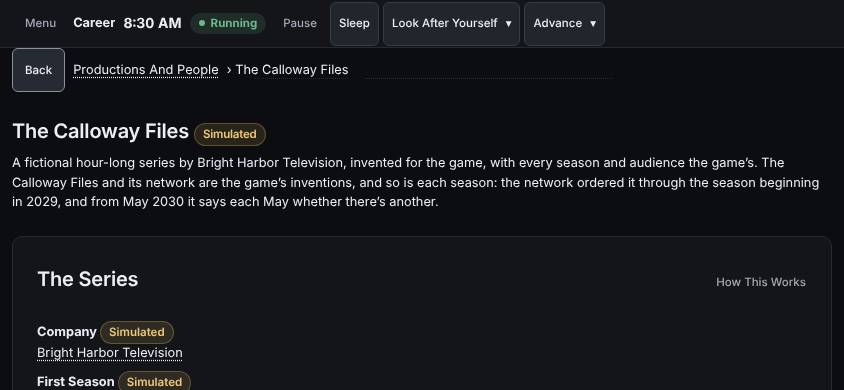 Menu Career 8:30 AM Running Pause Sleep Look After Yourself Advance
Back Productions And People › The Calloway Files
The Calloway Files Simulated
A fictional hour-long series by Bright Harbor Television, invented for the game, with every season and audience the game’s. The
Calloway Files and its network are the game’s inventions, and so is each season: the network ordered it through the season beginning
in 2029, and from May 2030 it says each May whether there’s another.
The Series How This Works
Company Simulated
Bright Harbor Television
First Season Simulated